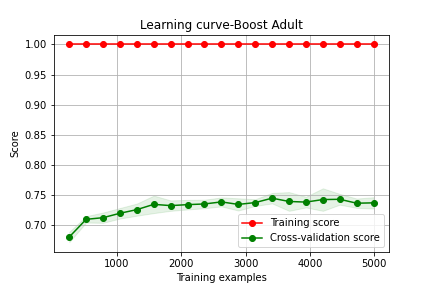 Learning curve-Boost Adult
1.00
0.95
0.90
0.85
0.80
0.75
0.70
Score
Training score
Cross-validation score
1000
2000
3000
4000
5000
Training examples